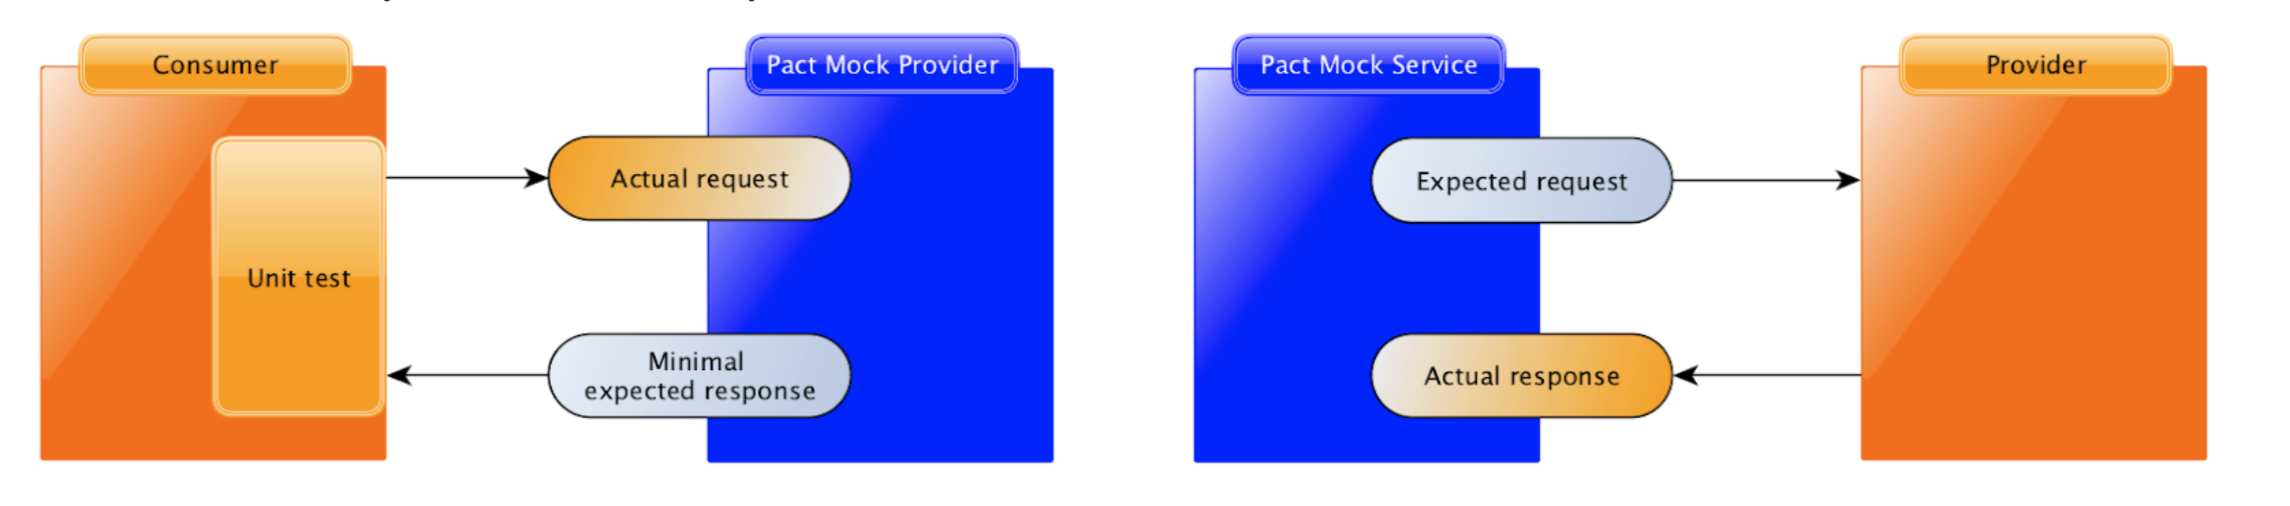 Consumer
Pact Mock Provider
Pact Mock Service
Provider
Actual request
Expected request
Unit test
Minimal
expected response
Actual response